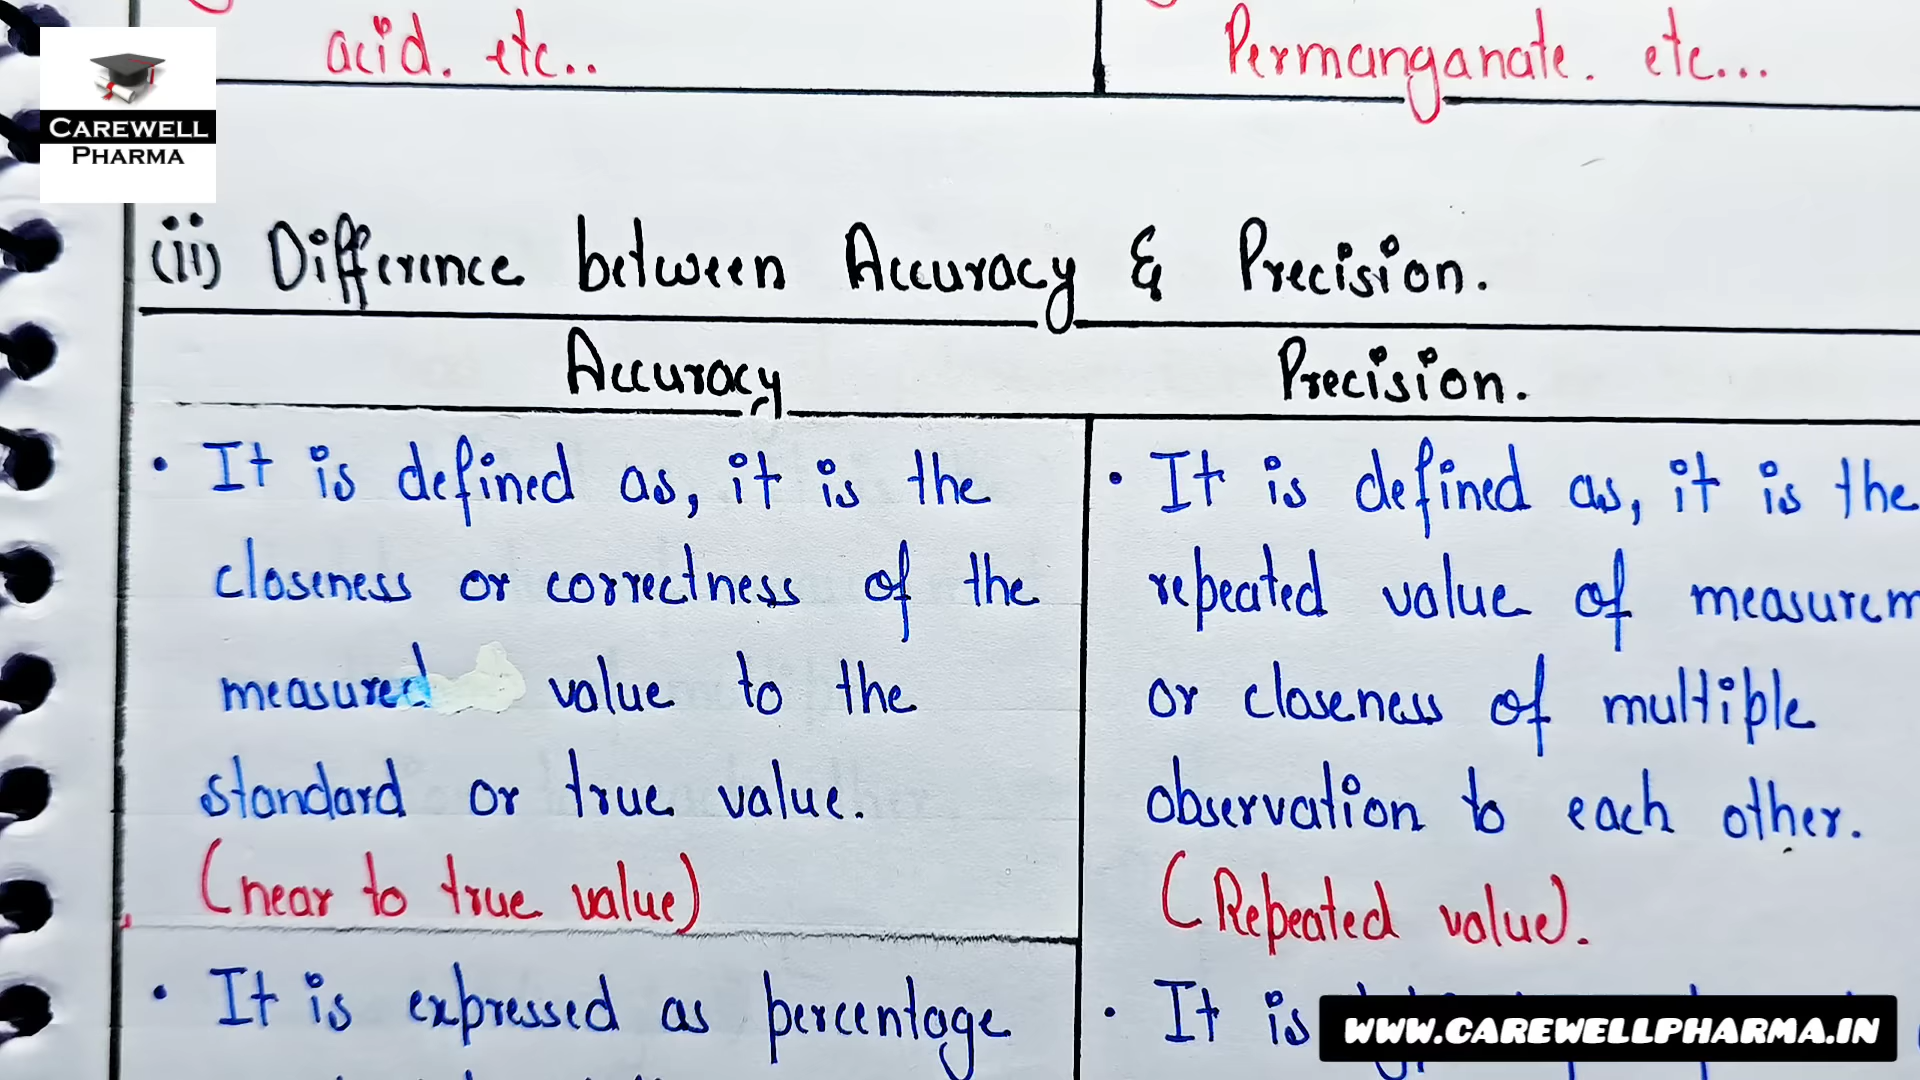 acid. etc..
Permanganate. etc...
CAREWELL
PHARMA
(ii) Difference between Accuracy & Precision.
Accuracy
Precision.
• It is defined as, it is the
closeness or correctness of the
measured value to the
standard or true value.
(near to true value)
• It is expressed as percentage
• It is defined as, it is the
repeated value of measurem
or closeness of multiple
observation to each other.
(Repeated value).
• It is
WWW.CAREWELLPHARMA.IN